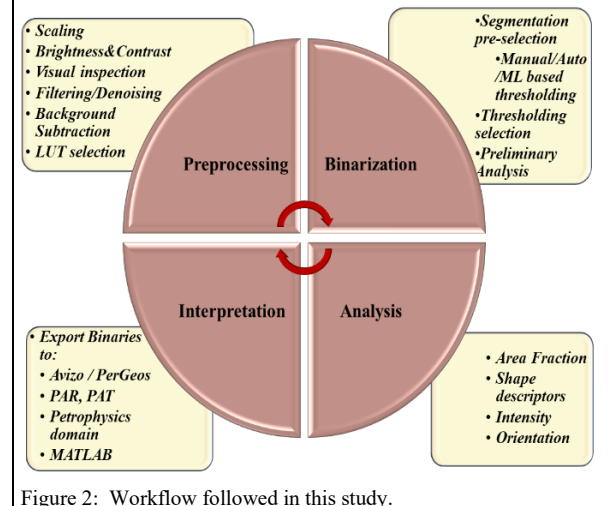 • Scaling
• Brightness&Contrast
• Visual inspection
• Filtering/Denoising
• Background
Subtraction
• LUT selection
•Segmentation
pre-selection
•Manual/Auto
/ML based
thresholding
•Thresholding
selection
•Preliminary
Analysis
Preprocessing
Binarization
Interpretation
Analysis
• Export Binaries
to:
• Avizo / PerGeos
• PAR, PAT
• Petrophysics
domain
• MATLAB
• Area Fraction
• Shape
descriptors
• Intensity
• Orientation
Figure 2: Workflow followed in this study.